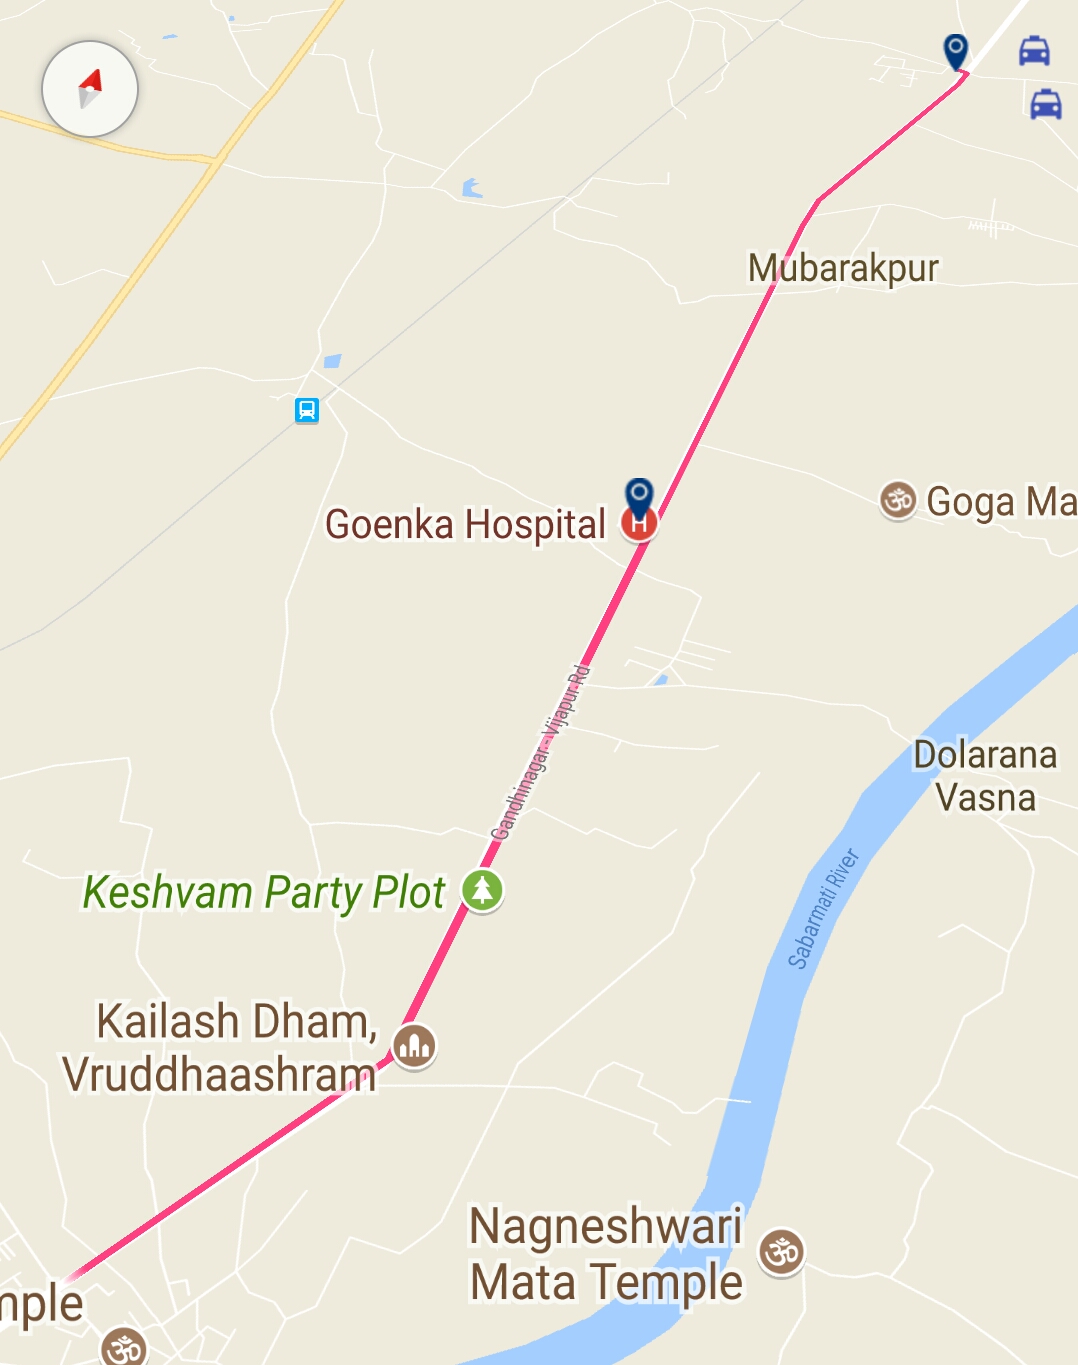 Mubarakpur
Goga Ma
Goenka Hospital
H
Gandhinagar - Vijapur Rd
Dolarana
Vasna
Sabarmati River
Keshvam Party Plot
Kailash Dham,
Vruddhaashram
Nagneshwari
Mata Temple
ॐ
mple
ॐ